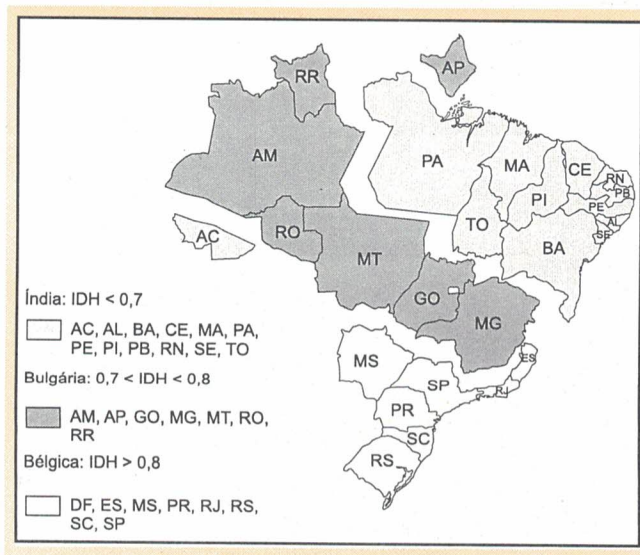 RR
AP
AM
PA
MA
CE
RN
PB
PI
PE
AL
SE
TO
BA
AC
RO
MT
GO
MG
ES
MS
SP
RJ
PR
SC
RS
Índia: IDH < 0,7
AC, AL, BA, CE, MA, PA,
PE, PI, PB, RN, SE, TO
Bulgária: 0,7 < IDH < 0,8
AM, AP, GO, MG, MT, RO,
RR
Bélgica: IDH > 0,8
DF, ES, MS, PR, RJ, RS,
SC, SP